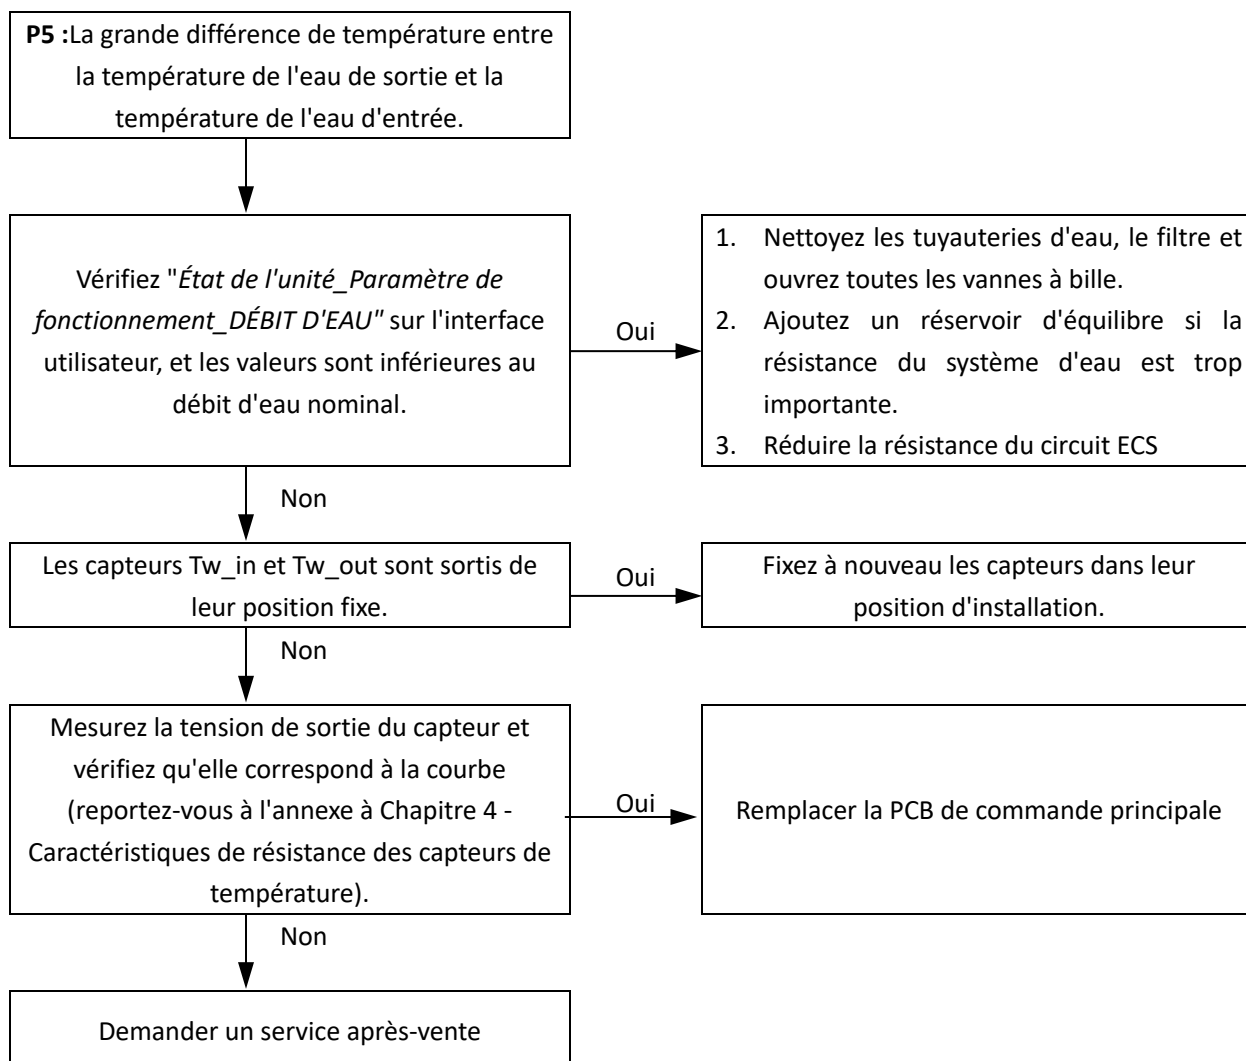 P5 :La grande différence de température entre
la température de l'eau de sortie et la
température de l'eau d'entrée.
Vérifiez "État de l'unité_Paramètre de
fonctionnement_DÉBIT D'EAU" sur l'interface
utilisateur, et les valeurs sont inférieures au
débit d'eau nominal.
Oui
1. Nettoyez les tuyauteries d'eau, le filtre et
ouvrez toutes les vannes à bille.
2. Ajoutez un réservoir d'équilibre si la
résistance du système d'eau est trop
importante.
3. Réduire la résistance du circuit ECS
Non
Les capteurs Tw_in et Tw_out sont sortis de
leur position fixe.
Oui
Fixez à nouveau les capteurs dans leur
position d'installation.
Non
Mesurez la tension de sortie du capteur et
vérifiez qu'elle correspond à la courbe
(reportez-vous à l'annexe à Chapitre 4 -
Caractéristiques de résistance des capteurs de
température).
Oui
Remplacer la PCB de commande principale
Non
Demander un service après-vente